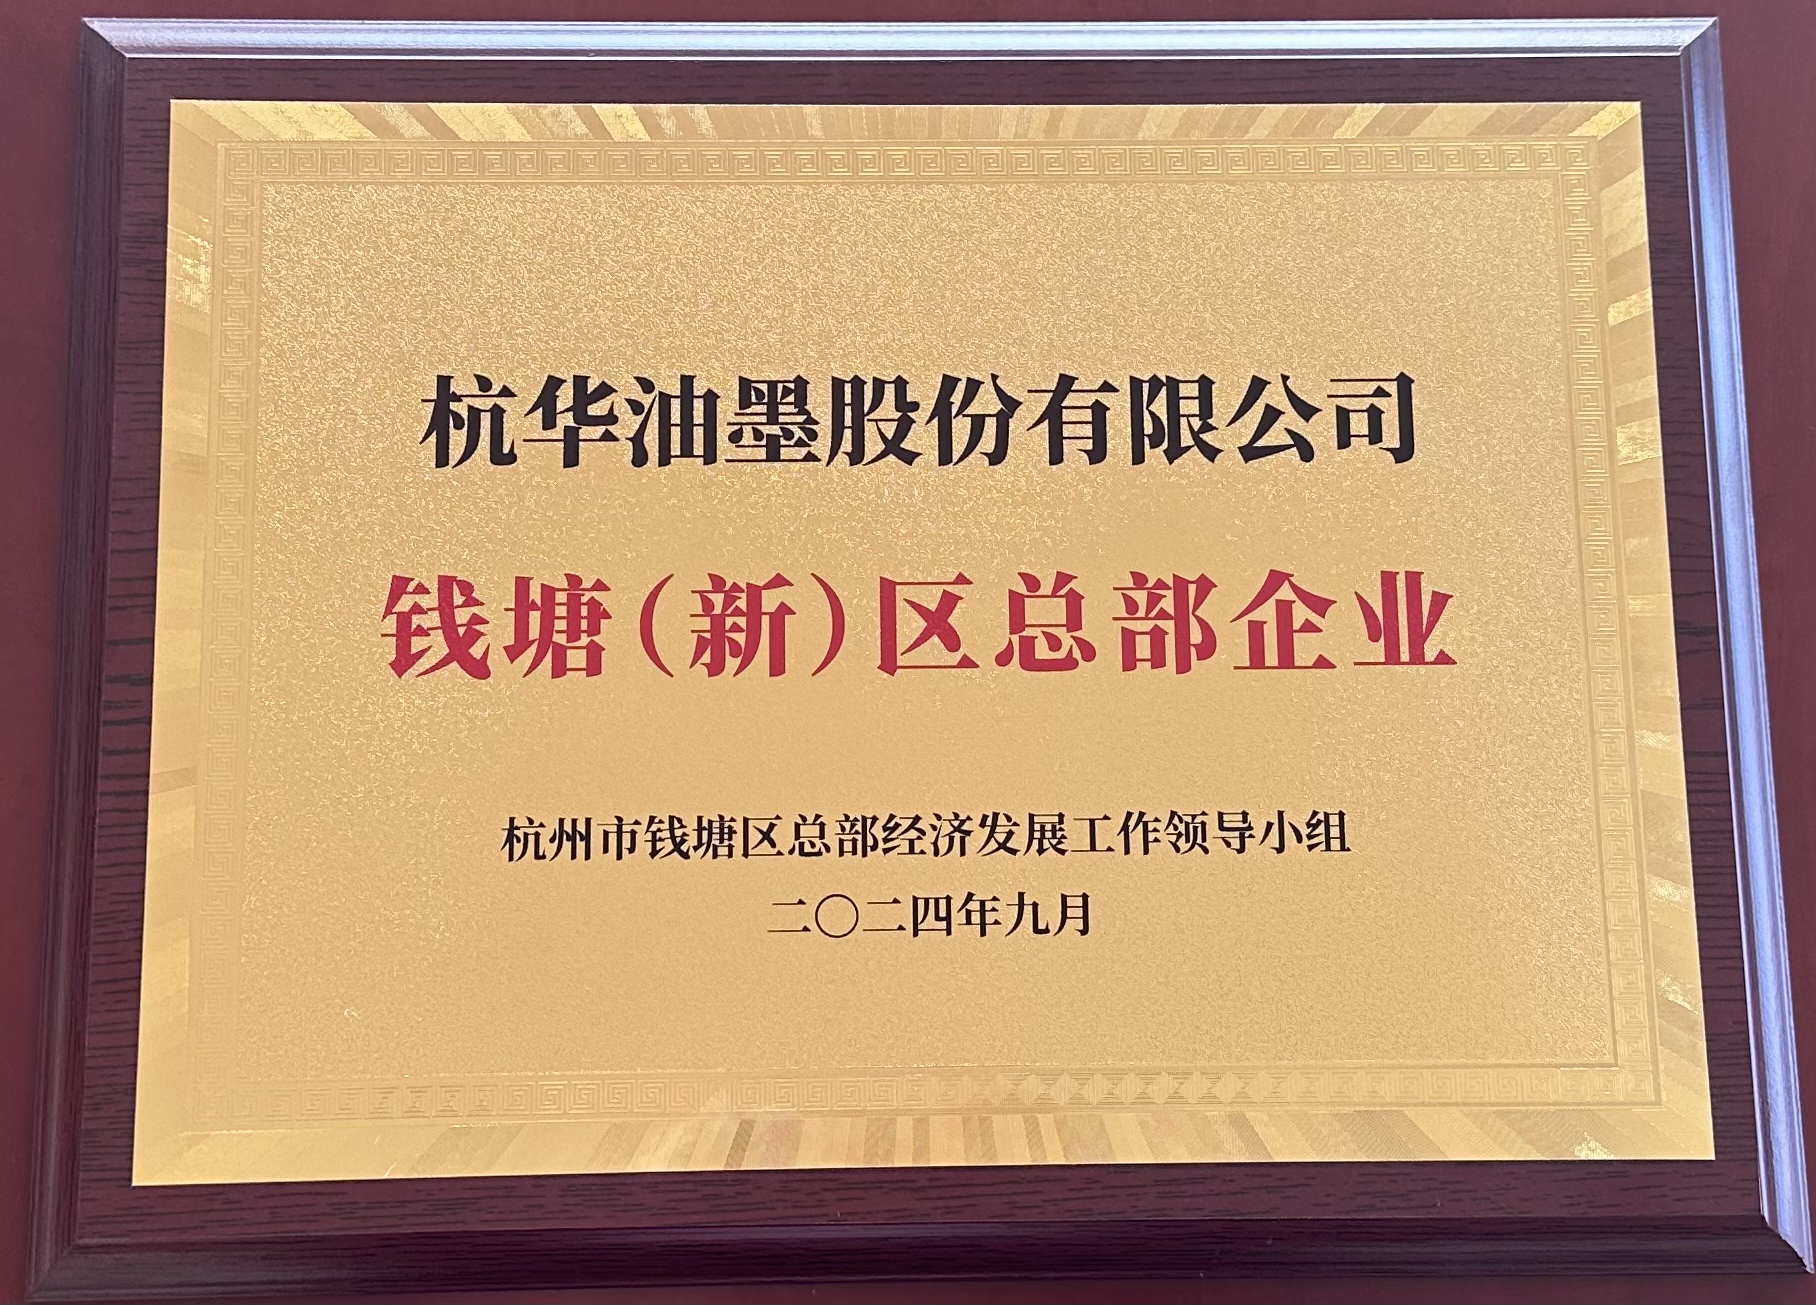 杭华油墨股份有限公司
钱塘(新)区总部企业
杭州市钱塘区总部经济发展工作领导小组
二〇二四年九月